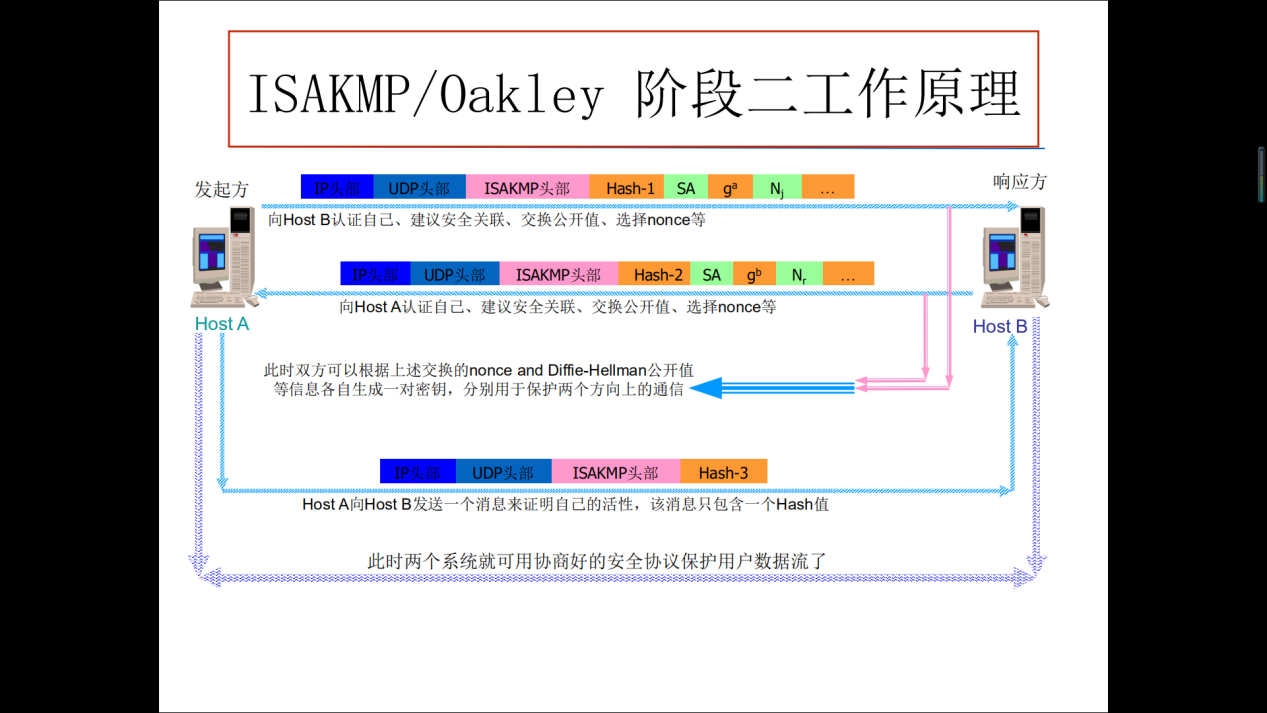 ISAKMP/Oakley 阶段二工作原理
发起方
响应方
IP头部 UDP头部 ISAKMP头部 Hash-1 SA gᵃ Nj …
向Host B认证自己、建议安全关联、交换公开值、选择nonce等
IP头部 UDP头部 ISAKMP头部 Hash-2 SA gᵇ Nr …
向Host A认证自己、建议安全关联、交换公开值、选择nonce等
Host A
Host B
此时双方可以根据上述交换的nonce and Diffie-Hellman公开值
等信息各自生成一对密钥，分别用于保护两个方向上的通信
IP头部 UDP头部 ISAKMP头部 Hash-3
Host A向Host B发送一个消息来证明自己的活性，该消息只包含一个Hash值
此时两个系统就可用协商好的安全协议保护用户数据流了